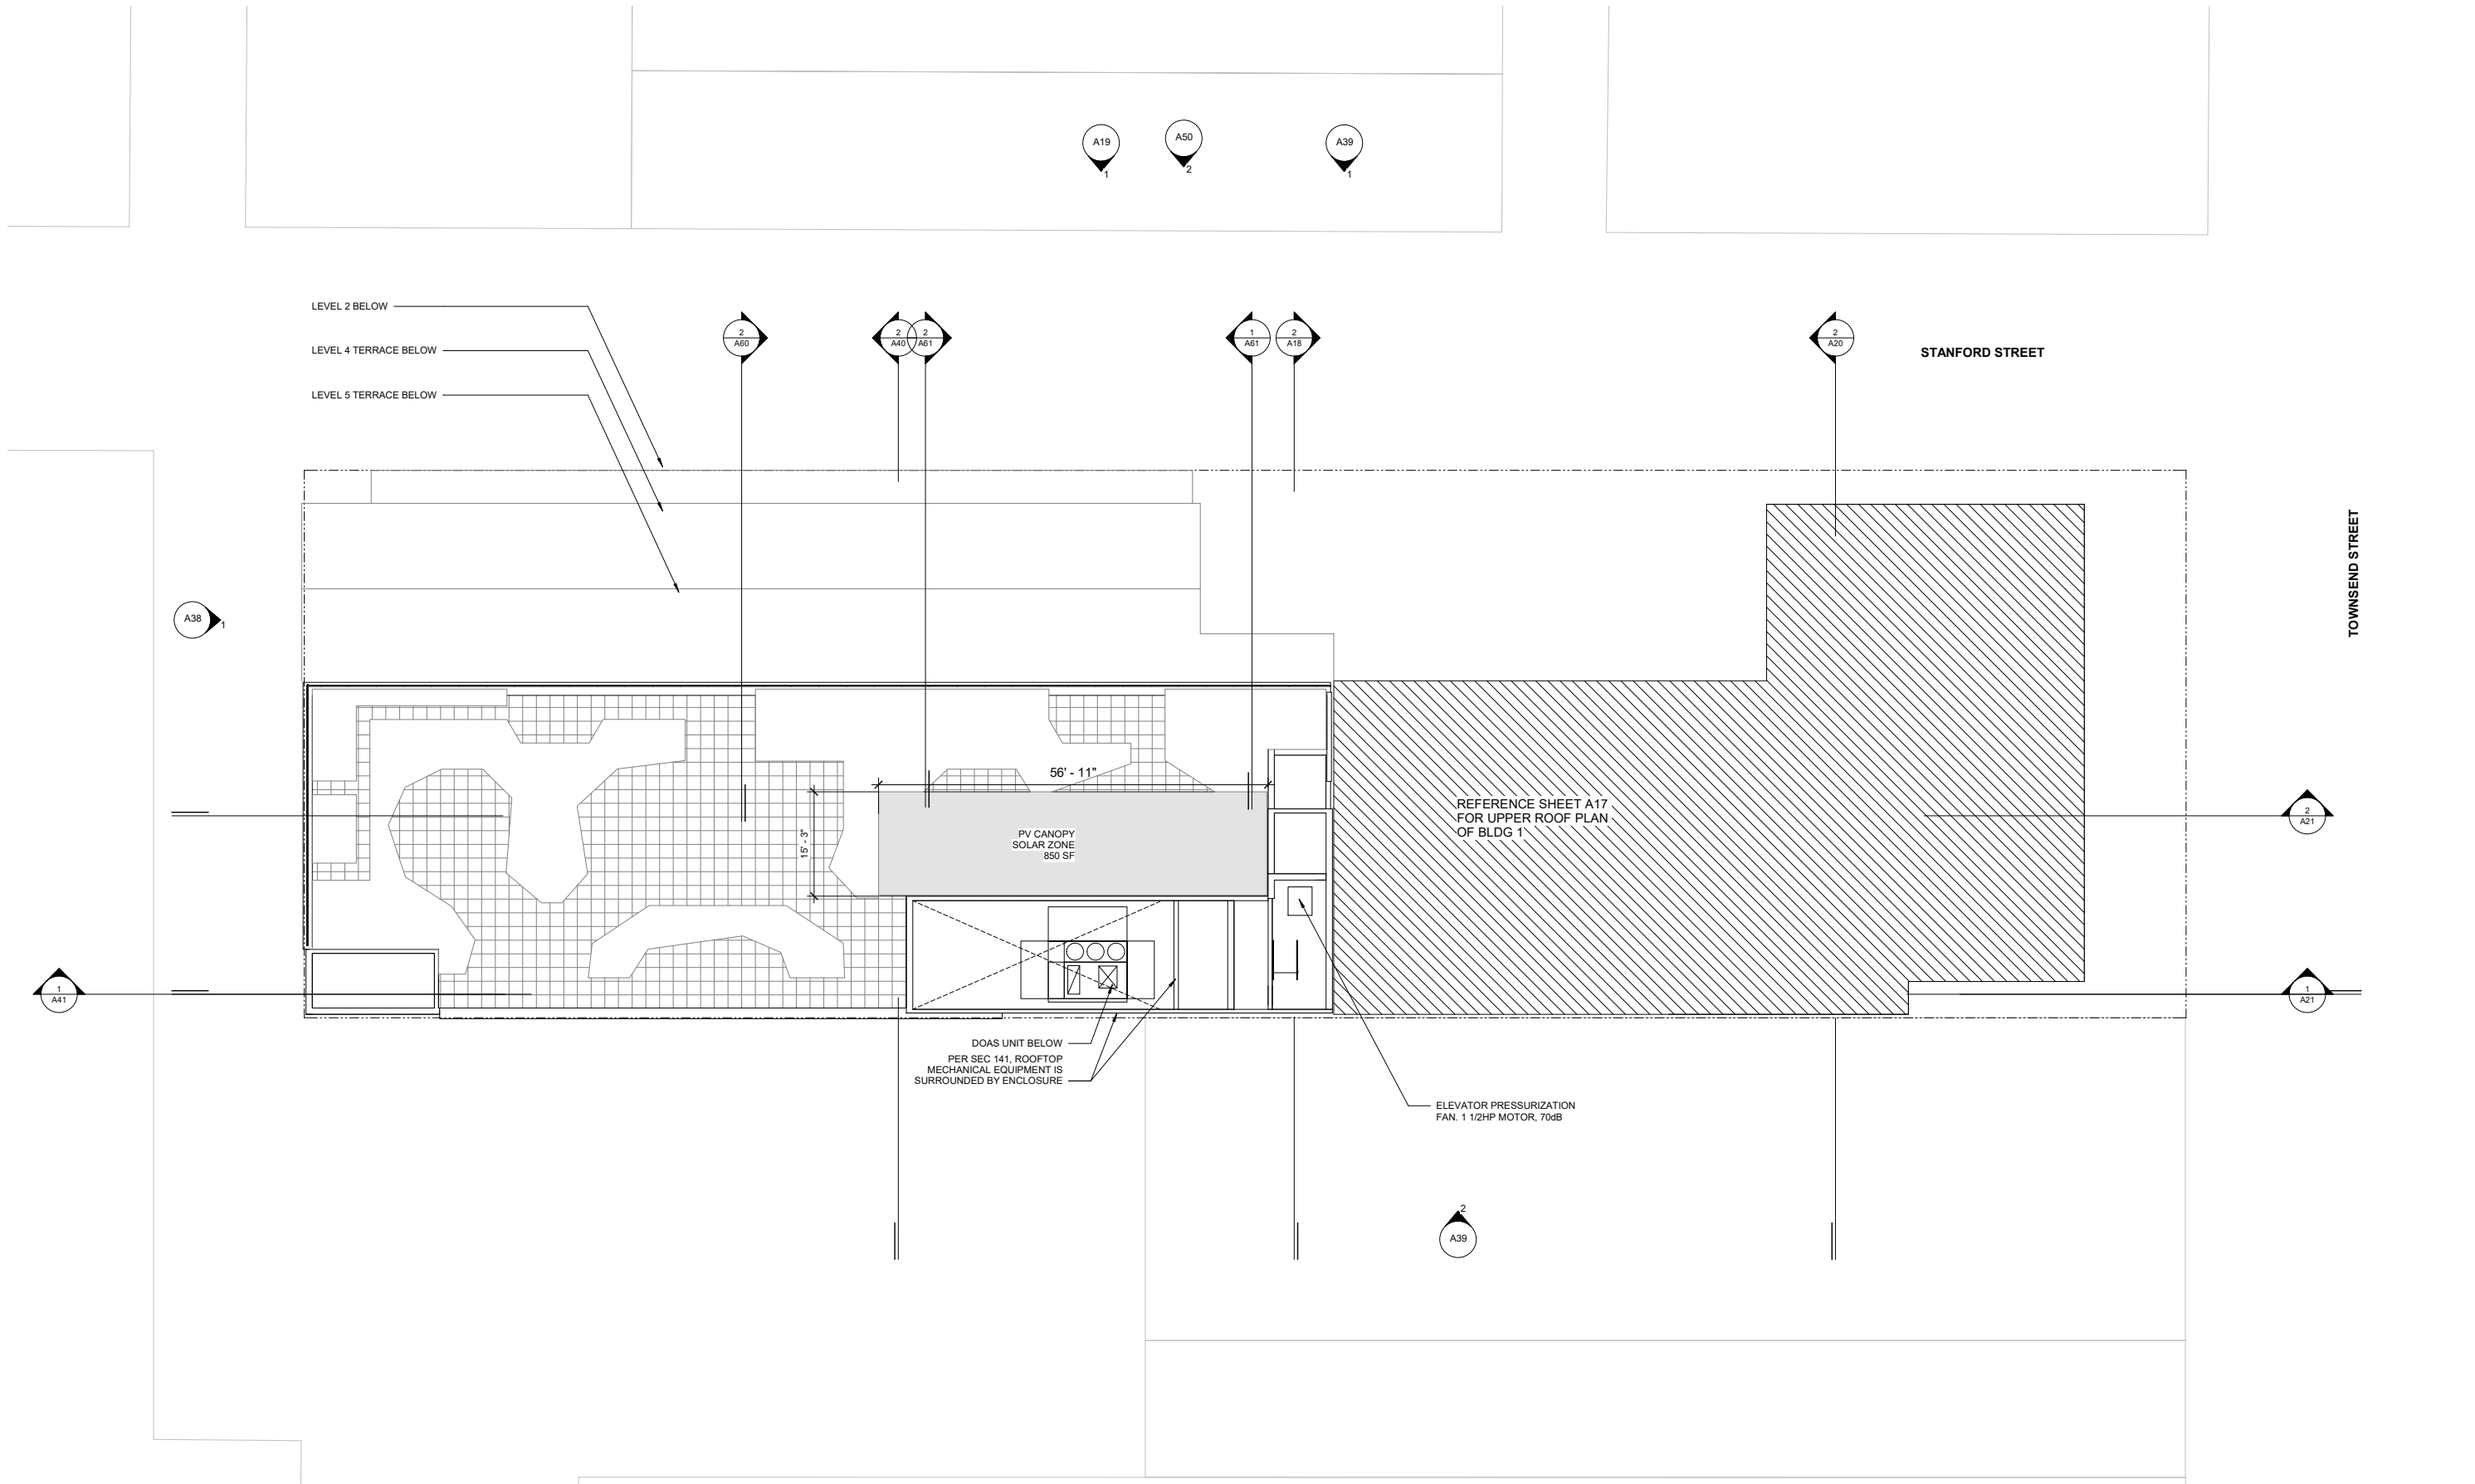 A19
1
A50
2
A39
1
LEVEL 2 BELOW
LEVEL 4 TERRACE BELOW
LEVEL 5 TERRACE BELOW
2
A60
2
A40
2
A61
1
A61
2
A18
2
A20
STANFORD STREET
TOWNSEND STREET
A38
1
56' - 11"
15' - 3"
PV CANOPY
SOLAR ZONE
850 SF
REFERENCE SHEET A17
FOR UPPER ROOF PLAN
OF BLDG 1
2
A21
1
A41
1
A21
DOAS UNIT BELOW
PER SEC 141, ROOFTOP
MECHANICAL EQUIPMENT IS
SURROUNDED BY ENCLOSURE
ELEVATOR PRESSURIZATION
FAN. 1 1/2HP MOTOR, 70dB
2
A39